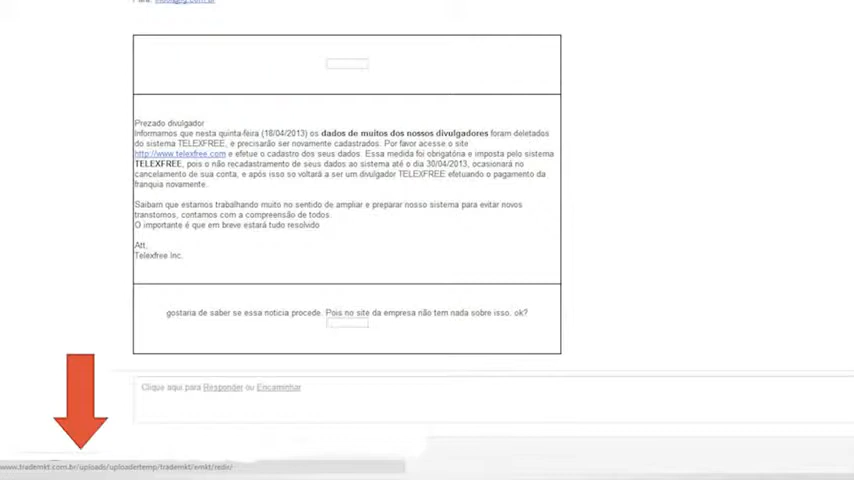 Para:
Prezado divulgador
Informamos que nesta quinta-feira (18/04/2013) os dados de muitos dos nossos divulgadores foram deletados
do sistema TELEXFREE, e precisarão ser novamente cadastrados. Por favor acesse o site
http://www.telexfree.com e efetue o cadastro dos seus dados. Essa medida foi obrigatória e imposta pelo sistema
TELEXFREE, pois o não recadastramento de seus dados ao sistema até o dia 30/04/2013, ocasionará no
cancelamento de sua conta, e após isso so voltará a ser um divulgador TELEXFREE efetuando o pagamento da
franquia novamente.
Saibam que estamos trabalhando muito no sentido de ampliar e preparar nosso sistema para evitar novos
transtornos, contamos com a compreensão de todos.
O importante é que em breve estará tudo resolvido
Att.
Telexfree Inc.
gostaria de saber se essa noticia procede. Pois no site da empresa não tem nada sobre isso, ok?
Clique aqui para Responder ou Encaminhar
www.trademkt.com.br/uploads/uploadertemp/trademkt/wmkt/redis/